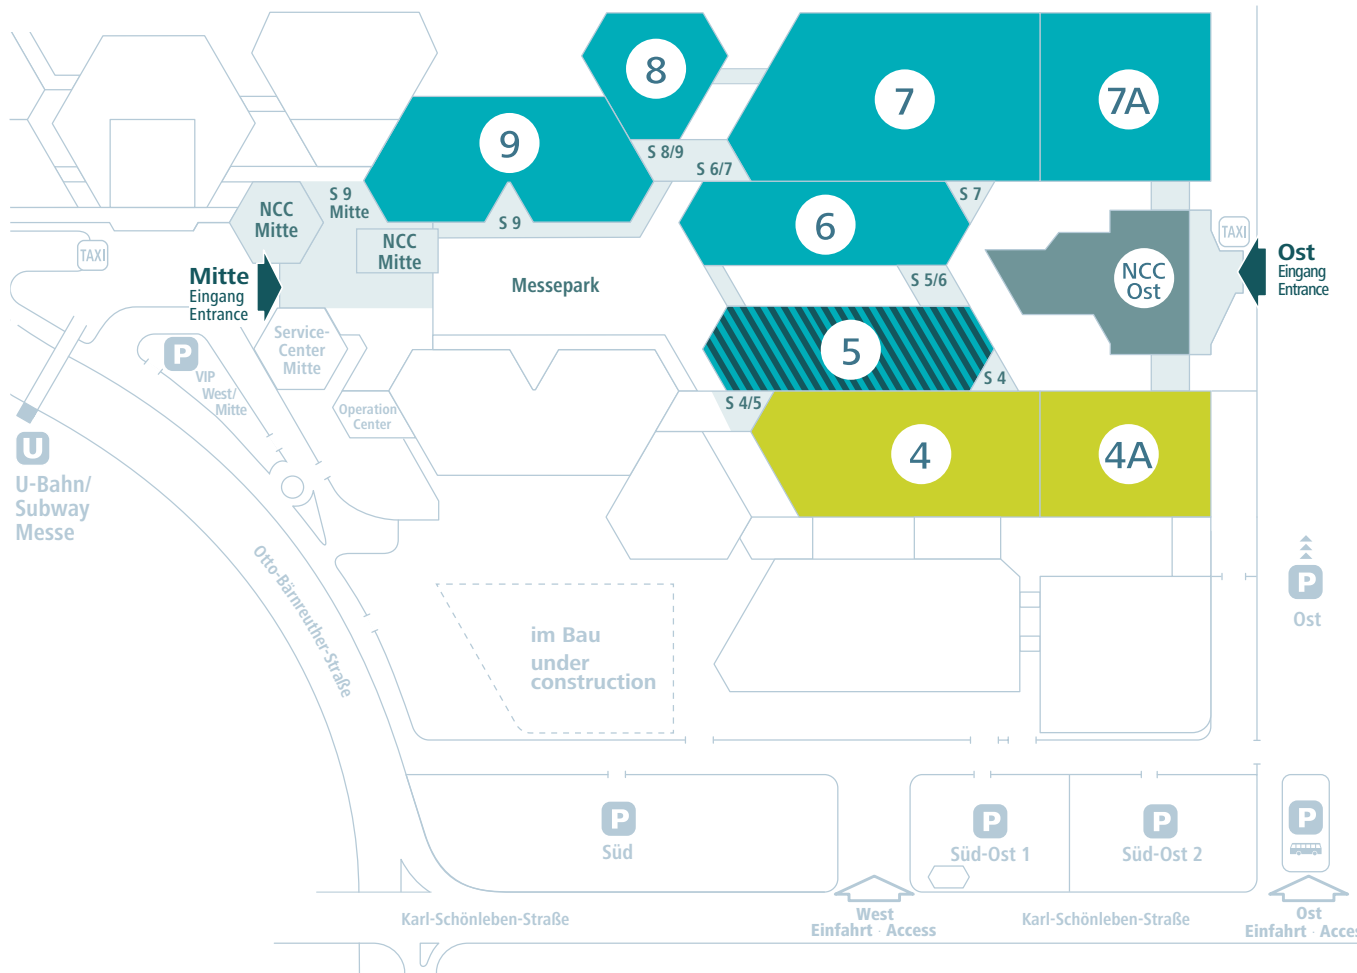 8
7
7A
9
S 8/9
S 6/7
S 9
Mitte
S 7
NCC
Mitte
S 9
6
NCC
Mitte
TAXI
TAXI
Mitte
Eingang
Entrance
Messepark
S 5/6
NCC
Ost
Ost
Eingang
Entrance
Service-
Center
Mitte
5
P
VIP
West/
Mitte
S 4
S 4/5
Operation
Center
4
4A
U
U-Bahn/
Subway
Messe
Otto-Bärnreuther-Straße
P
Ost
im Bau
under
construction
P
Süd
P
Süd-Ost 1
P
Süd-Ost 2
P
Karl-Schönleben-Straße
West
Einfahrt · Access
Karl-Schönleben-Straße
Ost
Einfahrt · Acces